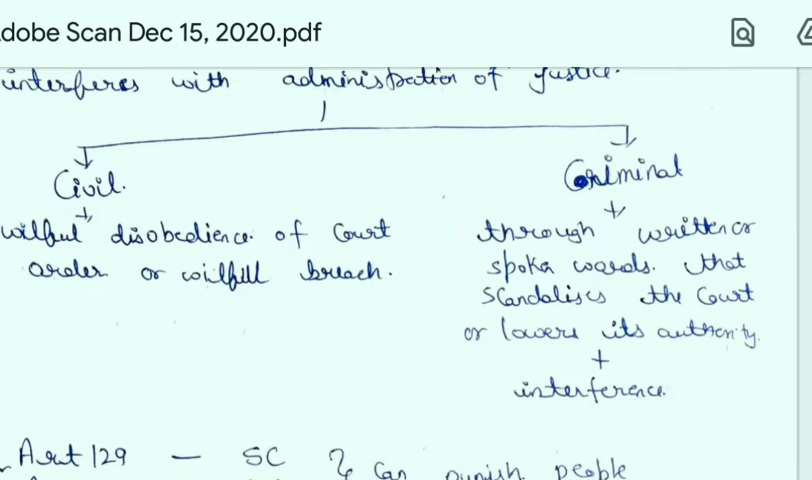 dobe Scan Dec 15, 2020.pdf
interferes with administration of Justice.
Civil.
wilful disobedience of Court
order or wilfull breach.
Criminal
through written or
spoken words. that
scandalises the Court
or lowers its authority.
+
interference.
Art 129 — SC } Can punish people